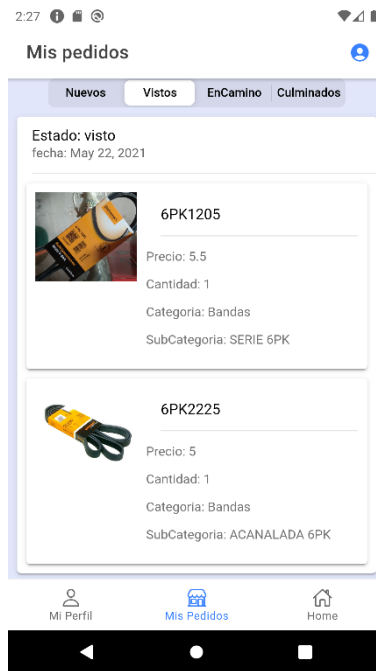 2:27
Mis pedidos
Nuevos Vistos EnCamino Culminados
Estado: visto
fecha: May 22, 2021
6PK1205
Precio: 5.5
Cantidad: 1
Categoria: Bandas
SubCategoria: SERIE 6PK
6PK2225
Precio: 5
Cantidad: 1
Categoria: Bandas
SubCategoria: ACANALADA 6PK
Mi Perfil Mis Pedidos Home